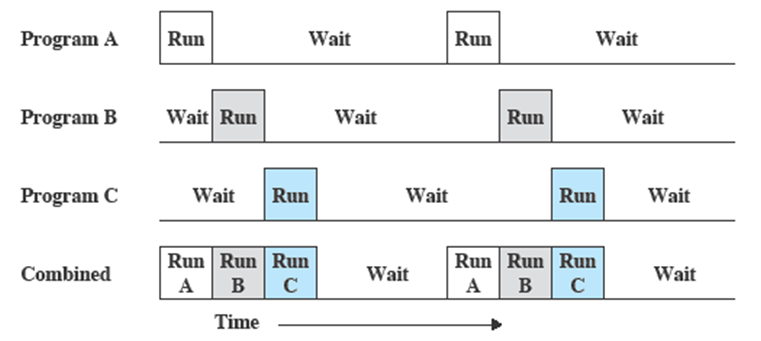 Program A Run Wait Run Wait
Program B Wait Run Wait Run Wait
Program C Wait Run Wait Run Wait
Combined Run A Run B Run C Wait Run A Run B Run C Wait
Time